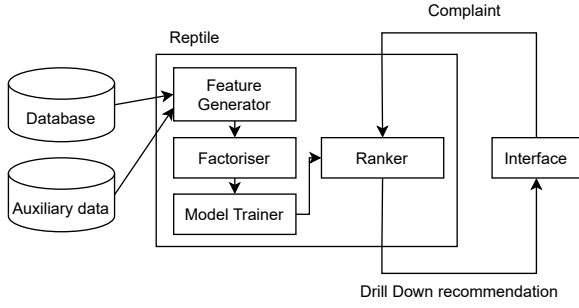 Complaint
Reptile
Feature
Generator
Database
Factoriser
Ranker
Interface
Auxiliary data
Model Trainer
Drill Down recommendation